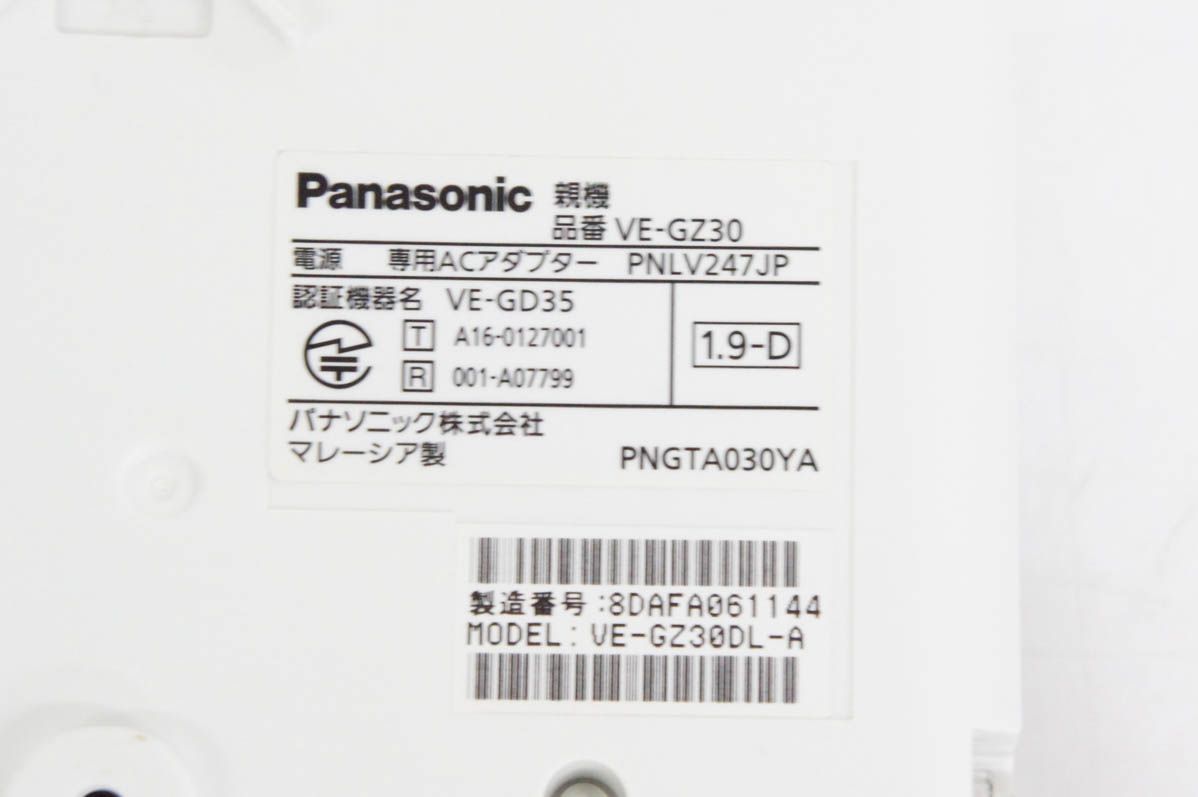 Panasonic 親機
品番 VE-GZ30
電源 専用ACアダプター PNLV247JP
認証機器名 VE-GD35
T A16-0127001
R 001-A07799
1.9-D
パナソニック株式会社
マレーシア製 PNGTA030YA
製造番号:8DAFA061144
MODEL: VE-GZ30DL-A